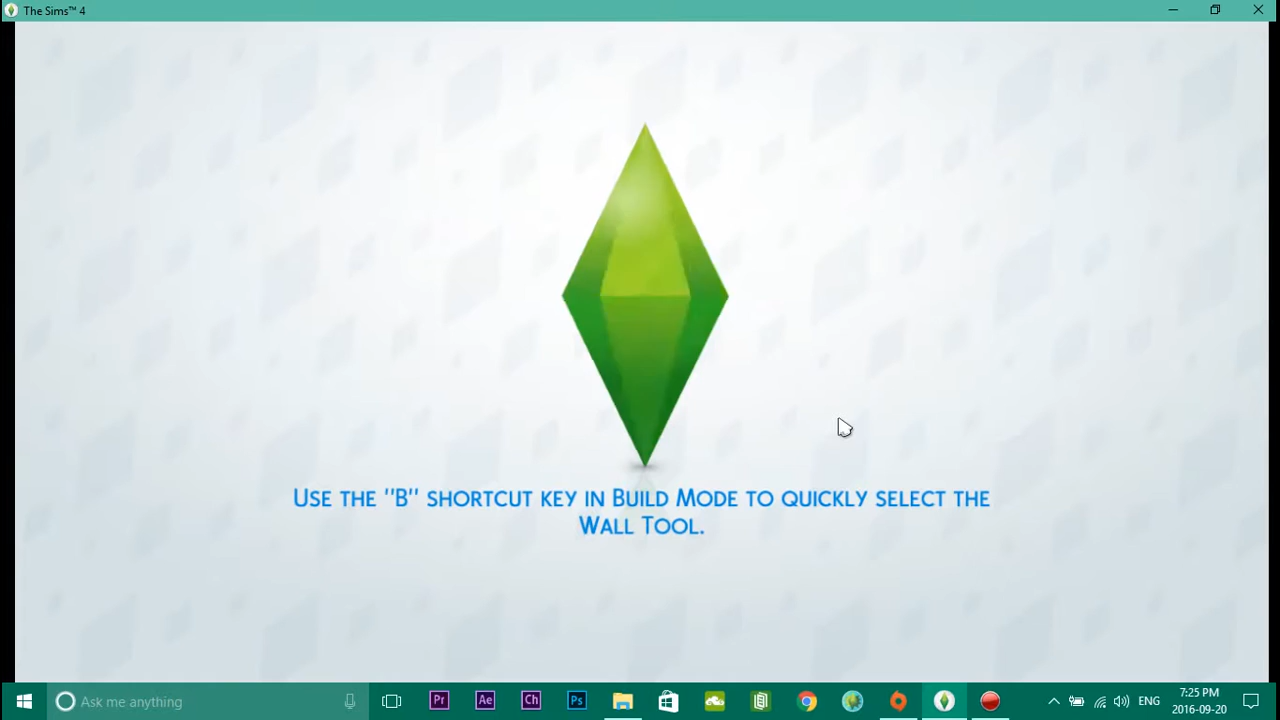 The Sims™ 4
USE THE "B" SHORTCUT KEY IN BUILD MODE TO QUICKLY SELECT THE
WALL TOOL.
Ask me anything
Pr
Ae
Ch
Ps
ENG
7:25 PM
2016-09-20